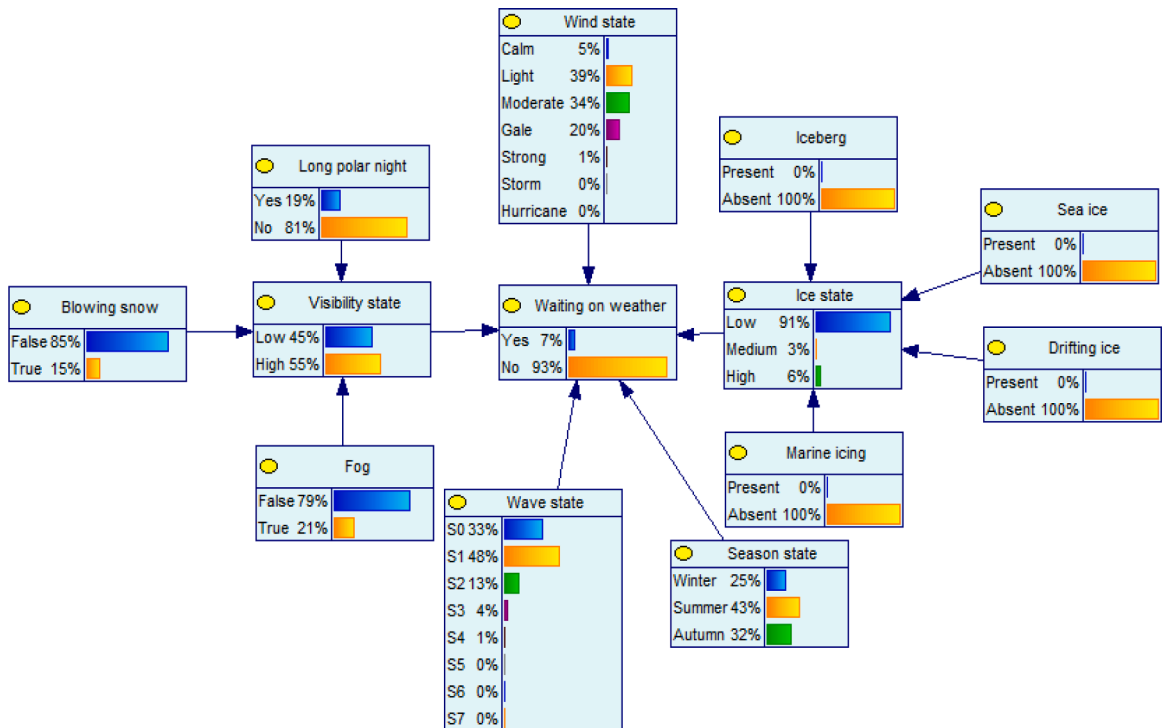 Wind state
Calm 5%
Light 39%
Moderate 34%
Gale 20%
Strong 1%
Storm 0%
Hurricane 0%
Long polar night
Yes 19%
No 81%
Iceberg
Present 0%
Absent 100%
Sea ice
Present 0%
Absent 100%
Blowing snow
False 85%
True 15%
Visibility state
Low 45%
High 55%
Waiting on weather
Yes 7%
No 93%
Ice state
Low 91%
Medium 3%
High 6%
Drifting ice
Present 0%
Absent 100%
Fog
False 79%
True 21%
Wave state
S0 33%
S1 48%
S2 13%
S3 4%
S4 1%
S5 0%
S6 0%
S7 0%
Marine icing
Present 0%
Absent 100%
Season state
Winter 25%
Summer 43%
Autumn 32%